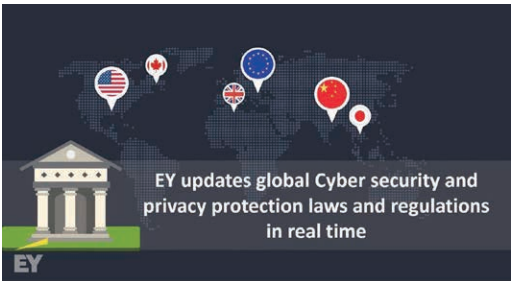 EY updates global Cyber security and
privacy protection laws and regulations
in real time
EY